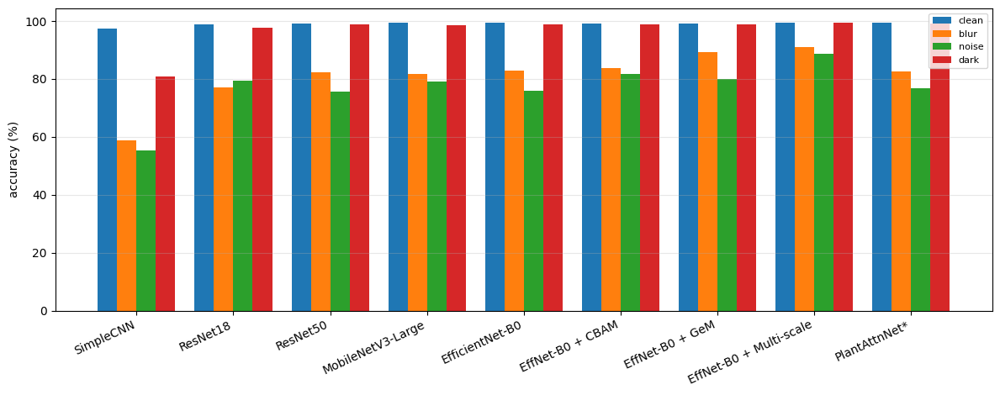 100
80
60
40
20
0
accuracy (%)
clean
blur
noise
dark
SimpleCNN
ResNet18
ResNet50
MobileNetV3-Large
EfficientNet-B0
EffNet-B0 + CBAM
EffNet-B0 + GeM
EffNet-B0 + Multi-scale
PlantAttnNet*